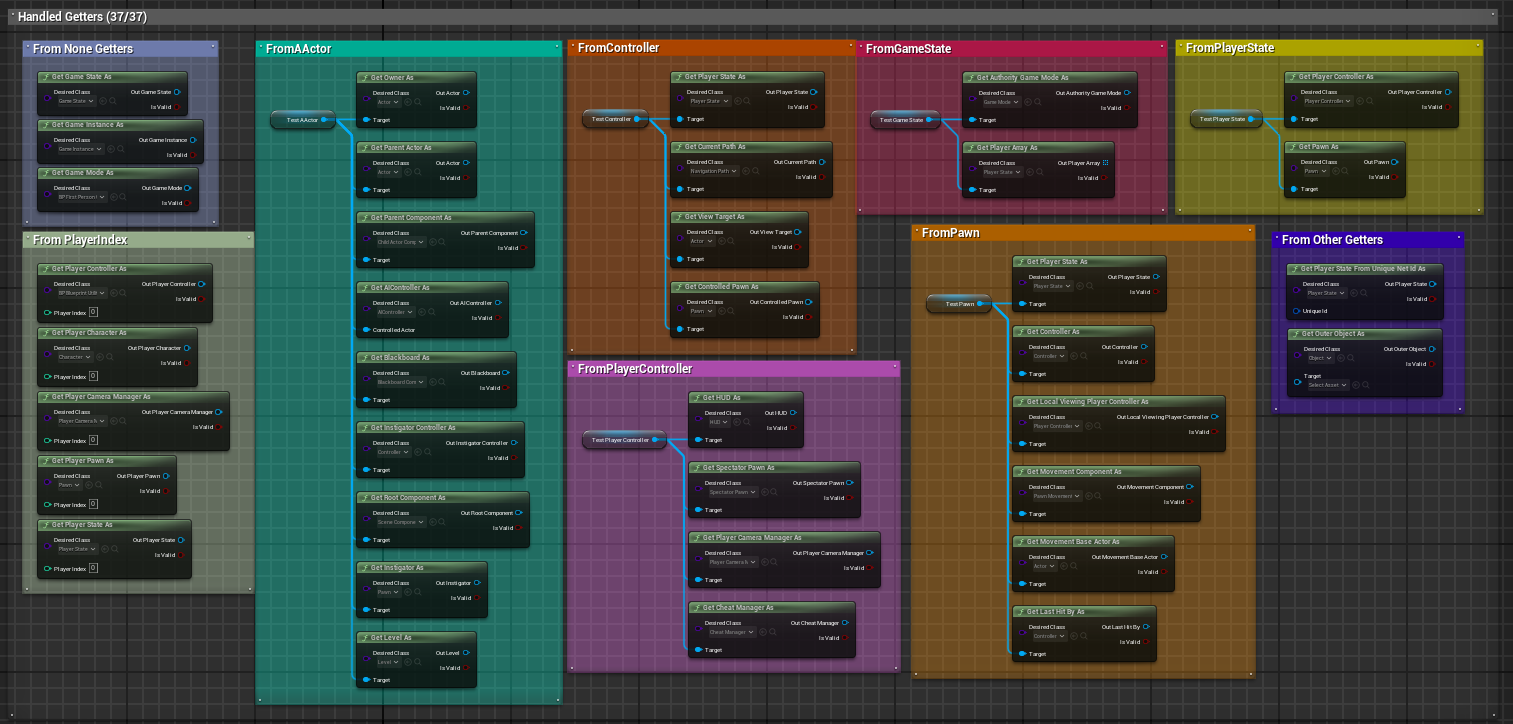 Handled Getters (37/37)
From None Getters
Get Game State As
Desired Class
Out Game State
Game State
Is Valid
Get Game Instance As
Desired Class
Out Game Instance
Game Instance
Is Valid
Get Game Mode As
Desired Class
Out Game Mode
BP First Person
Is Valid
From PlayerIndex
Get Player Controller As
Desired Class
Out Player Controller
Is Valid
Player Index 0
Get Player Character As
Desired Class
Out Player Character
Character
Is Valid
Player Index 0
Get Player Camera Manager As
Desired Class
Out Player Camera Manager
Is Valid
Player Index 0
Get Player Pawn As
Desired Class
Out Player Pawn
Pawn
Is Valid
Player Index 0
Get Player State As
Desired Class
Out Player State
Player State
Is Valid
Player Index 0
FromAActor
Test AActor
Get Owner As
Desired Class
Out Actor
Actor
Is Valid
Target
Get Parent Actor As
Desired Class
Out Actor
Actor
Is Valid
Target
Get Parent Component As
Desired Class
Out Parent Component
Child Actor Comp
Is Valid
Target
Get AIController As
Desired Class
Out AIController
AIController
Is Valid
Controlled Actor
Get Blackboard As
Desired Class
Out Blackboard
Blackboard Com
Is Valid
Target
Get Instigator Controller As
Desired Class
Out Instigator Controller
Controller
Is Valid
Target
Get Root Component As
Desired Class
Out Root Component
Scene Compone
Is Valid
Target
Get Instigator As
Desired Class
Out Instigator
Pawn
Is Valid
Target
Get Level As
Desired Class
Out Level
Level
Is Valid
Target
FromController
Test Controller
Get Player State As
Desired Class
Out Player State
Player State
Is Valid
Target
Get Current Path As
Desired Class
Out Current Path
Navigation Path
Is Valid
Target
Get View Target As
Desired Class
Out View Target
Actor
Is Valid
Target
Get Controlled Pawn As
Desired Class
Out Controlled Pawn
Pawn
Is Valid
Target
FromPlayerController
Test Player Controller
Get HUD As
Desired Class
Out HUD
HUD
Is Valid
Target
Get Spectator Pawn As
Desired Class
Out Spectator Pawn
Spectator Pawn
Is Valid
Target
Get Player Camera Manager As
Desired Class
Out Player Camera Manager
Is Valid
Target
Get Cheat Manager As
Desired Class
Out Cheat Manager
Cheat Manager
Is Valid
Target
FromGameState
Test Game State
Get Authority Game Mode As
Desired Class
Out Authority Game Mode
Game Mode
Is Valid
Target
Get Player Array As
Desired Class
Out Player Array
Player State
Is Valid
Target
FromPawn
Test Pawn
Get Player State As
Desired Class
Out Player State
Player State
Is Valid
Target
Get Controller As
Desired Class
Out Controller
Controller
Is Valid
Target
Get Local Viewing Player Controller As
Desired Class
Out Local Viewing Player Controller
Player Controller
Is Valid
Target
Get Movement Component As
Desired Class
Out Movement Component
Pawn Movement
Is Valid
Target
Get Movement Base Actor As
Desired Class
Out Movement Base Actor
Actor
Is Valid
Target
Get Last Hit By As
Desired Class
Out Last Hit By
Controller
Is Valid
Target
FromPlayerState
Test Player State
Get Player Controller As
Desired Class
Out Player Controller
Player Controlle
Is Valid
Target
Get Pawn As
Desired Class
Out Pawn
Pawn
Is Valid
Target
From Other Getters
Get Player State From Unique Net Id As
Desired Class
Out Player State
Player State
Is Valid
Unique Id
Get Outer Object As
Desired Class
Out Outer Object
Object
Is Valid
Target
Select Asset